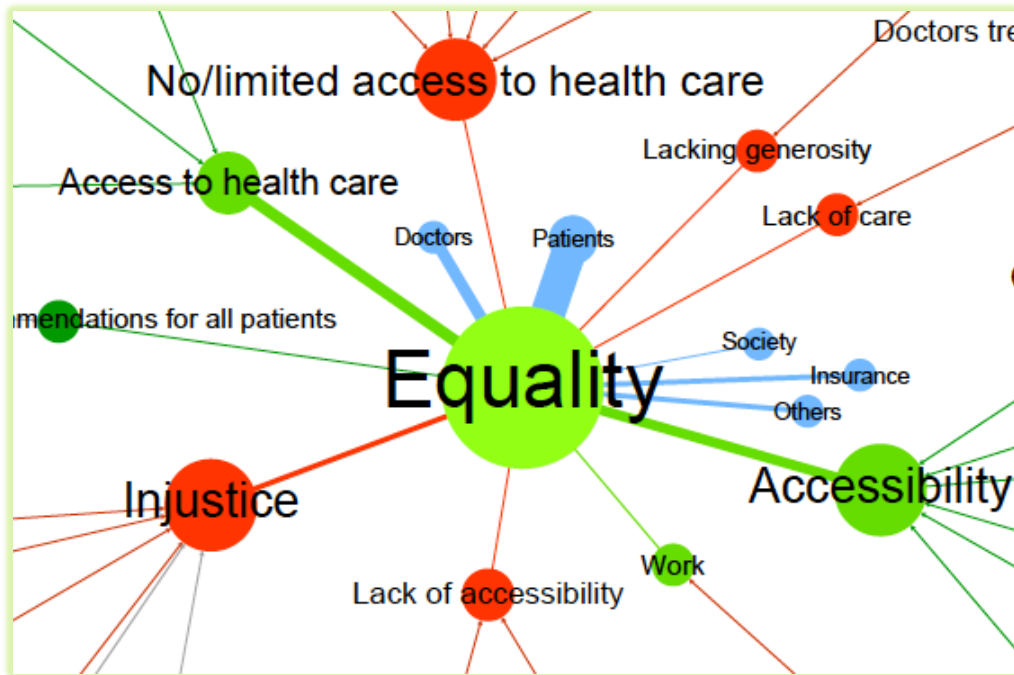 Doctors tre
No/limited access to health care
Lacking generosity
Access to health care
Lack of care
Doctors
Patients
mendations for all patients
Society
Equality
Insurance
Others
Injustice
Accessibility
Work
Lack of accessibility